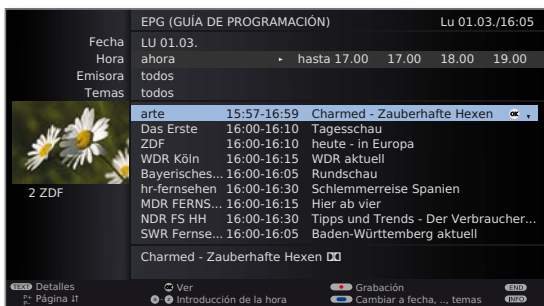 EPG (GUÍA DE PROGRAMACIÓN) Lu 01.03./16:05
Fecha LU 01.03.
Hora ahora hasta 17.00 17.00 18.00 19.00
Emisora todos
Temas todos
arte 15:57-16:59 Charmed - Zauberhafte Hexen OK
Das Erste 16:00-16:10 Tagesschau
ZDF 16:00-16:10 heute - in Europa
WDR Köln 16:00-16:15 WDR aktuell
Bayerisches... 16:00-16:05 Rundschau
hr-fernsehen 16:00-16:30 Schlemmerreise Spanien
MDR FERNS... 16:00-16:15 Hier ab vier
NDR FS HH 16:00-16:30 Tipps und Trends - Der Verbraucher...
SWR Fernse... 16:00-16:05 Baden-Württemberg aktuell
2 ZDF
Charmed - Zauberhafte Hexen
TEXT Detalles OK Ver Grabación END
P+ P- Página Introducción de la hora Cambiar a fecha, .., temas INFO